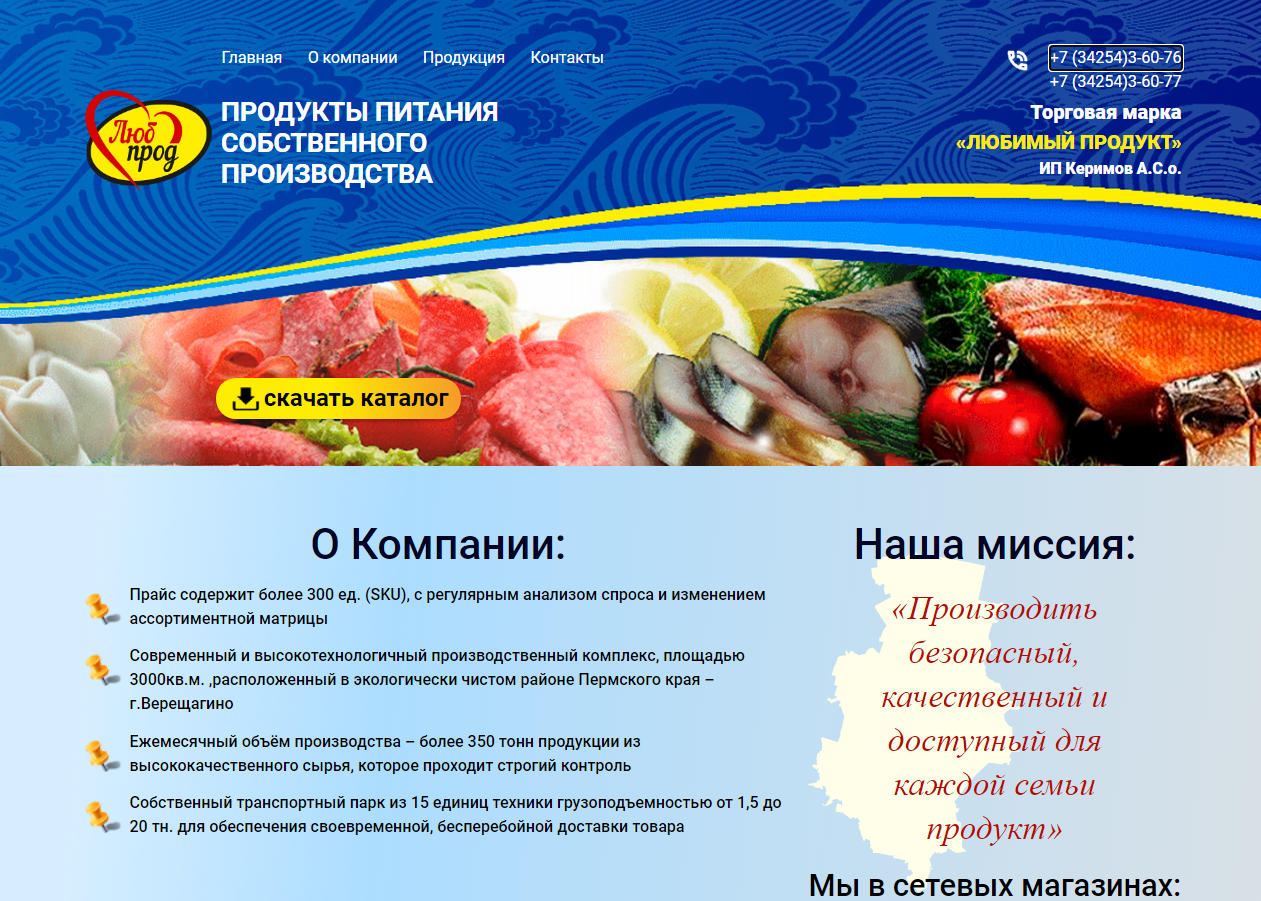 Главная О компании Продукция Контакты
+7 (34254)3-60-76
+7 (34254)3-60-77
Люб
прод
ПРОДУКТЫ ПИТАНИЯ
СОБСТВЕННОГО
ПРОИЗВОДСТВА
Торговая марка
«ЛЮБИМЫЙ ПРОДУКТ»
ИП Керимов А.С.о.
скачать каталог
О Компании:
Прайс содержит более 300 ед. (SKU), с регулярным анализом спроса и изменением
ассортиментной матрицы
Современный и высокотехнологичный производственный комплекс, площадью
3000кв.м. ,расположенный в экологически чистом районе Пермского края –
г.Верещагино
Ежемесячный объём производства – более 350 тонн продукции из
высококачественного сырья, которое проходит строгий контроль
Собственный транспортный парк из 15 единиц техники грузоподъемностью от 1,5 до
20 тн. для обеспечения своевременной, бесперебойной доставки товара
Наша миссия:
«Производить
безопасный,
качественный и
доступный для
каждой семьи
продукт»
Мы в сетевых магазинах: